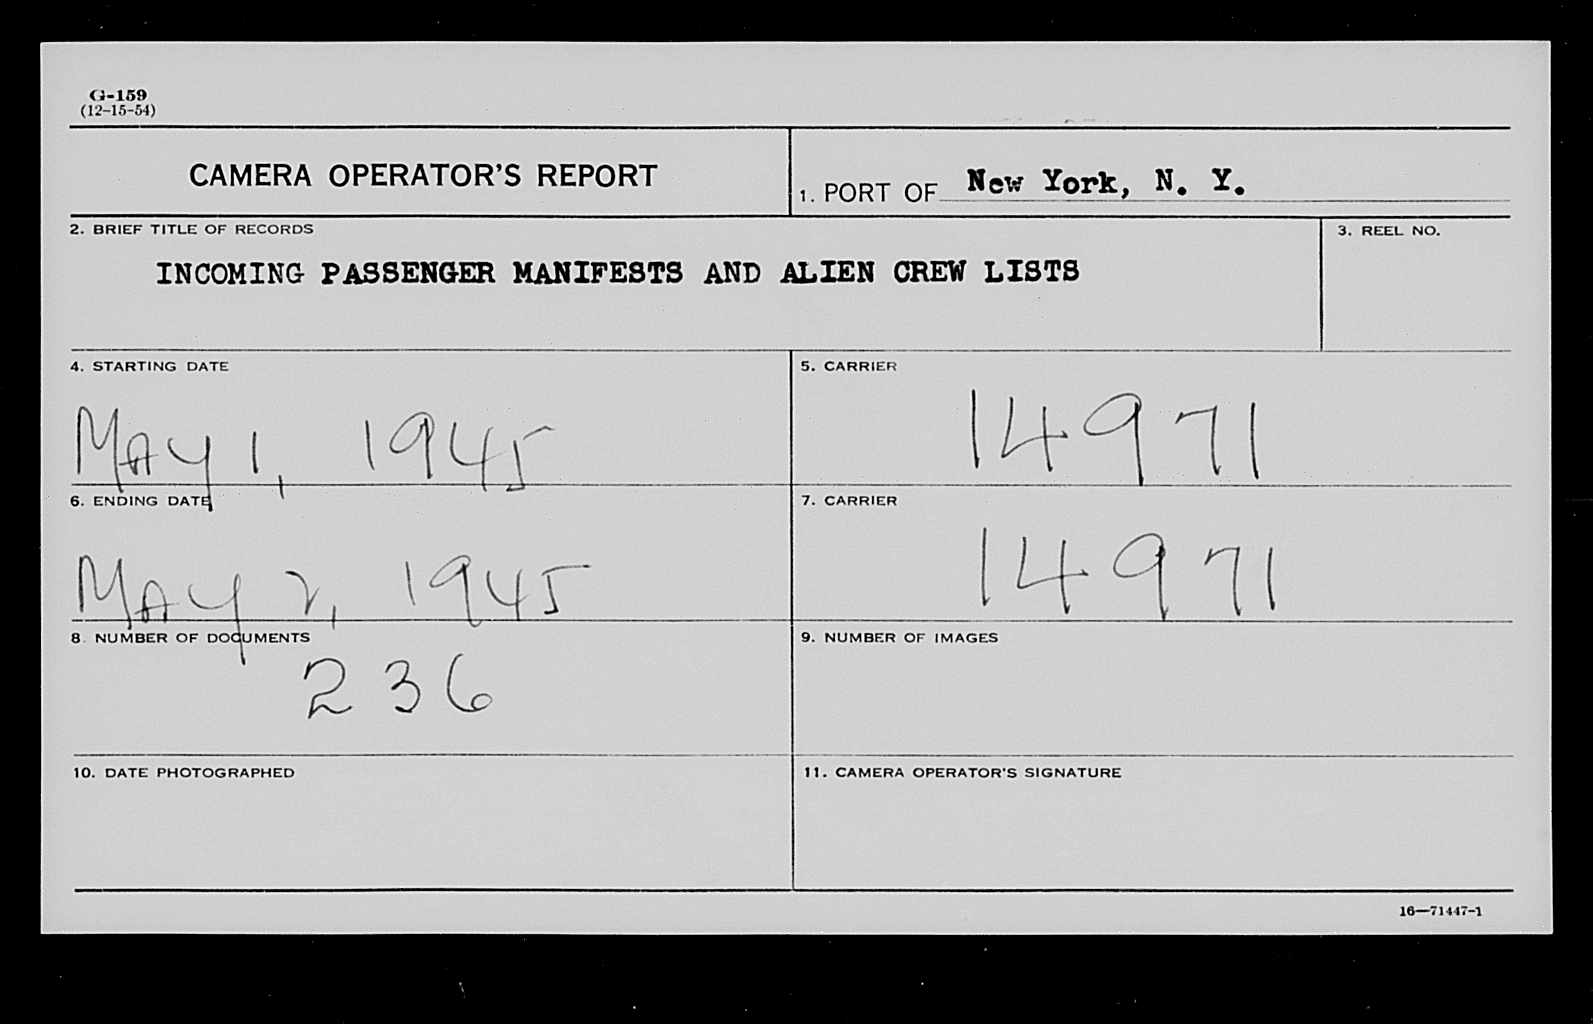 G-159
(12-15-54)
CAMERA OPERATOR'S REPORT
1. PORT OF New York, N. Y.
2. BRIEF TITLE OF RECORDS
INCOMING PASSENGER MANIFESTS AND ALIEN CREW LISTS
3. REEL NO.
4. STARTING DATE
MAY 1, 1945
5. CARRIER
14971
6. ENDING DATE
MAY 2, 1945
7. CARRIER
14971
8. NUMBER OF DOCUMENTS
236
9. NUMBER OF IMAGES
10. DATE PHOTOGRAPHED
11. CAMERA OPERATOR'S SIGNATURE
16—71447-1